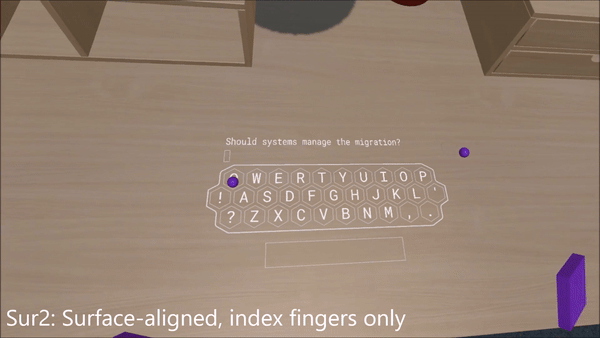 Should systems manage the migration?
Q W E R T Y U I O P
! A S D F G H J K L '
? Z X C V B N M , .
Sur2: Surface-aligned, index fingers only